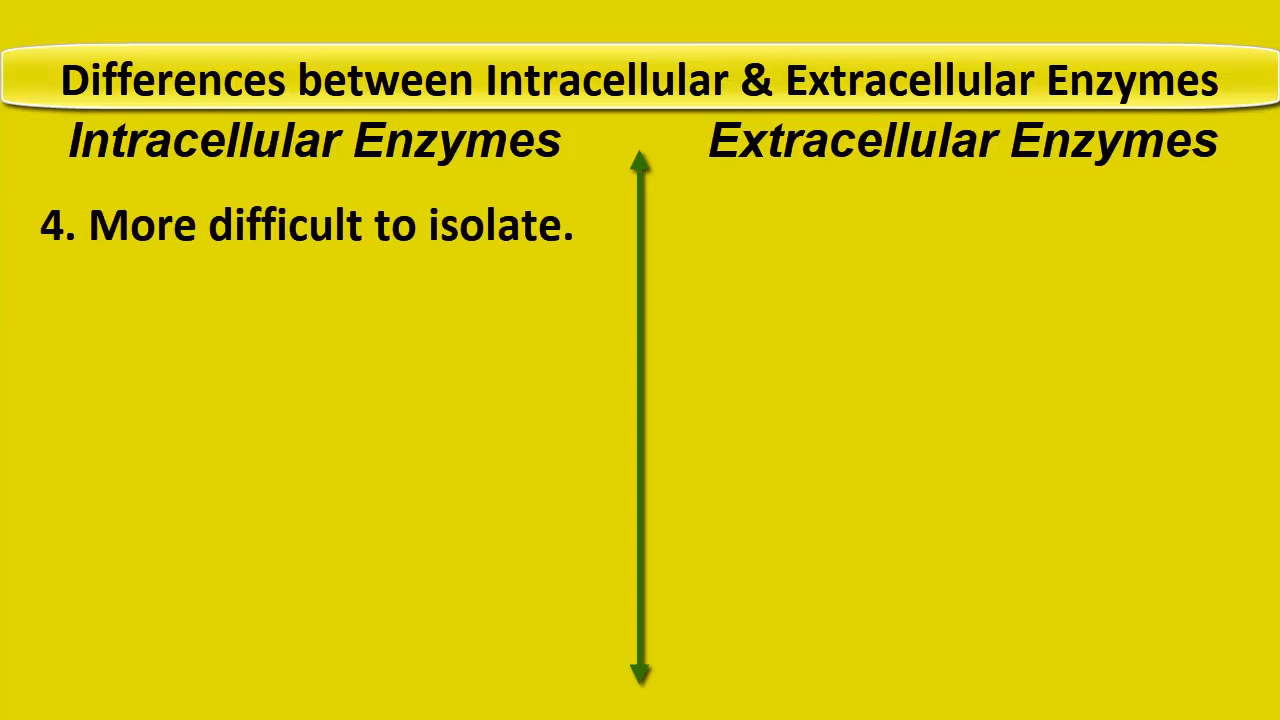 Differences between Intracellular & Extracellular Enzymes
Intracellular Enzymes
Extracellular Enzymes
4. More difficult to isolate.